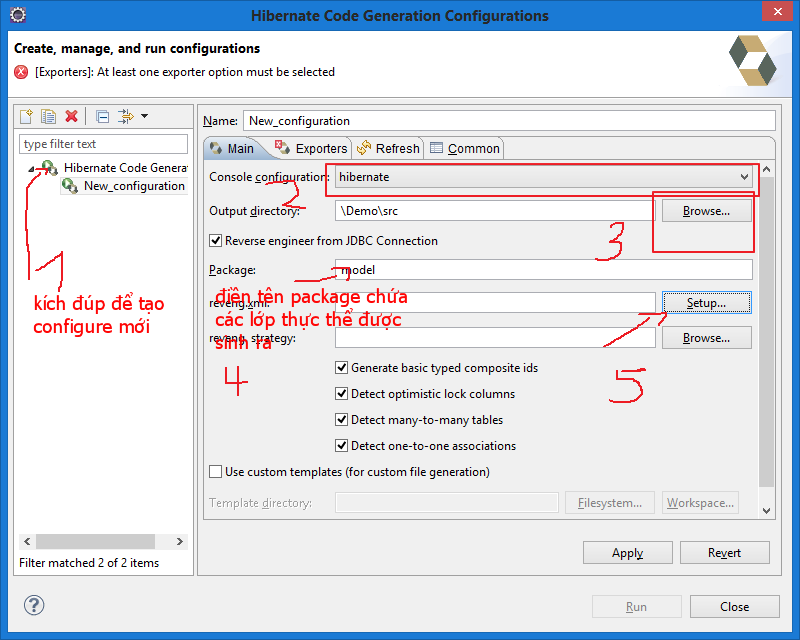 Hibernate Code Generation Configurations
Create, manage, and run configurations
[Exporters]: At least one exporter option must be selected
type filter text
Hibernate Code Genera
New_configuration
1
kích đúp để tạo
configure mới
Filter matched 2 of 2 items
Name: New_configuration
Main Exporters Refresh Common
Console configuration: hibernate
2
Output directory: \Demo\src Browse...
3
Reverse engineer from JDBC Connection
Package: model
điền tên package chứa
các lớp thực thể được
sinh ra
4
reveng.xml: Setup...
5
reveng. strategy: Browse...
Generate basic typed composite ids
Detect optimistic lock columns
Detect many-to-many tables
Detect one-to-one associations
Use custom templates (for custom file generation)
Template directory: Filesystem... Workspace...
Apply Revert
? Run Close